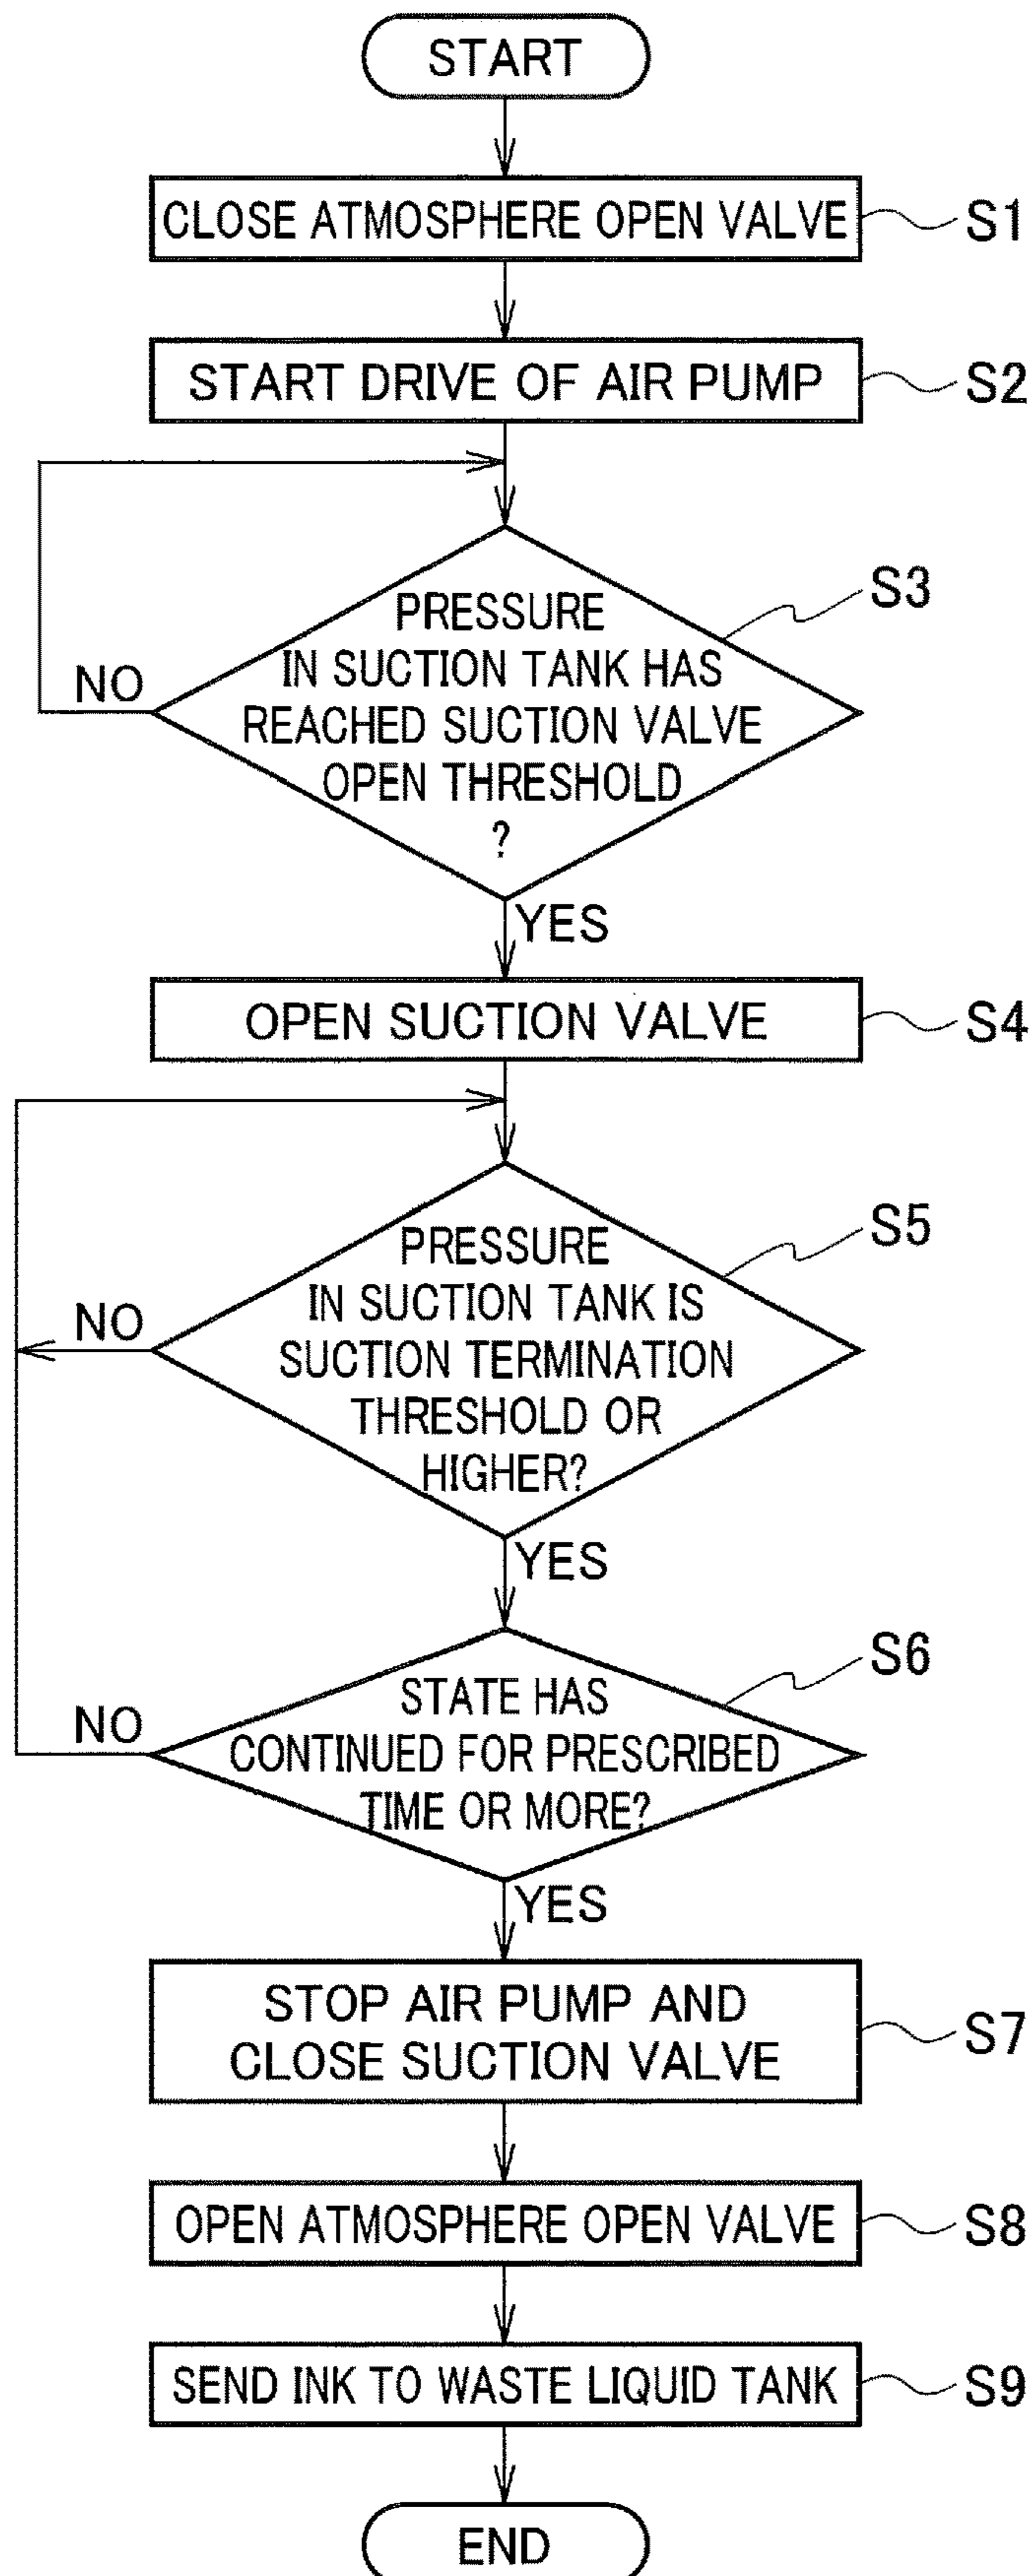 START
CLOSE ATMOSPHERE OPEN VALVE
S1
START DRIVE OF AIR PUMP
S2
S3
PRESSURE
IN SUCTION TANK HAS
REACHED SUCTION VALVE
OPEN THRESHOLD
?
NO
YES
OPEN SUCTION VALVE
S4
S5
PRESSURE
IN SUCTION TANK IS
SUCTION TERMINATION
THRESHOLD OR
HIGHER?
NO
YES
S6
STATE HAS
CONTINUED FOR PRESCRIBED
TIME OR MORE?
NO
YES
STOP AIR PUMP AND
CLOSE SUCTION VALVE
S7
OPEN ATMOSPHERE OPEN VALVE
S8
SEND INK TO WASTE LIQUID TANK
S9
END